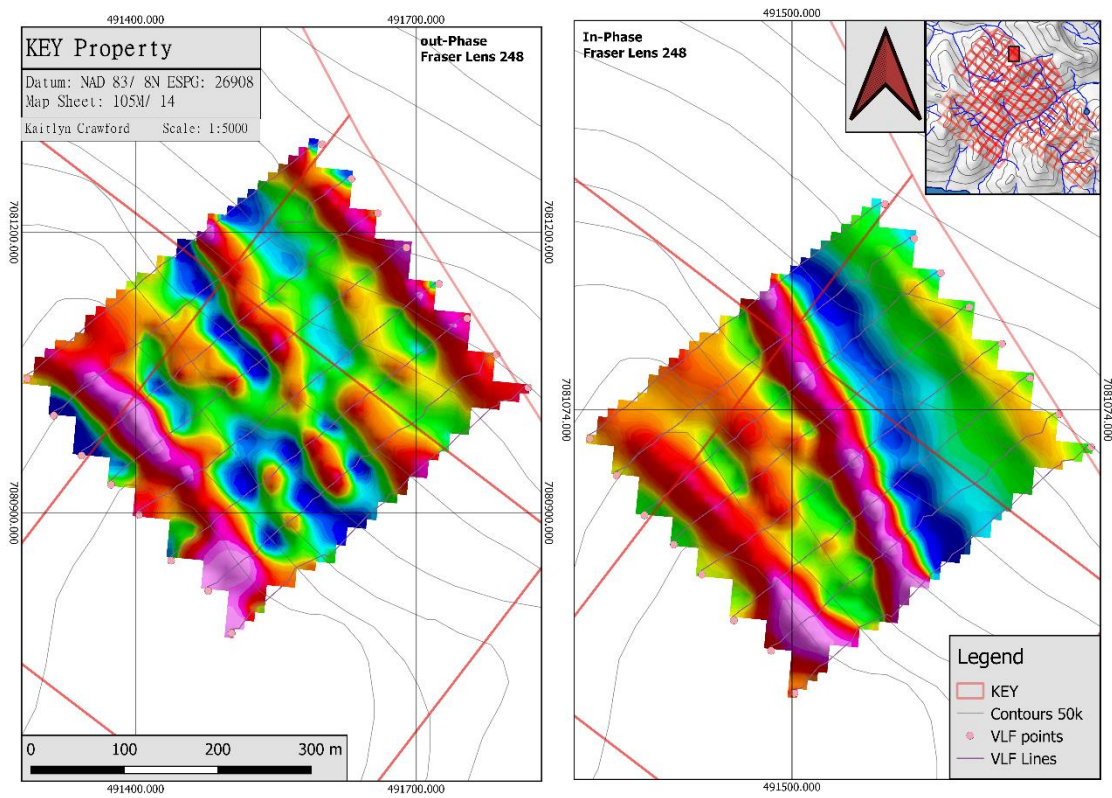 491400.000
491700.000
KEY Property
Datum: NAD 83/ 8N ESPG: 26908
Map Sheet: 105M/ 14
Kaitlyn Crawford Scale: 1:5000
out-Phase
Fraser Lens 248
7081200.000
7081200.000
7080900.000
7080900.000
0 100 200 300 m
491400.000
491700.000
491500.000
In-Phase
Fraser Lens 248
7081074.000
7081074.000
Legend
KEY
Contours 50k
VLF points
VLF Lines
491500.000